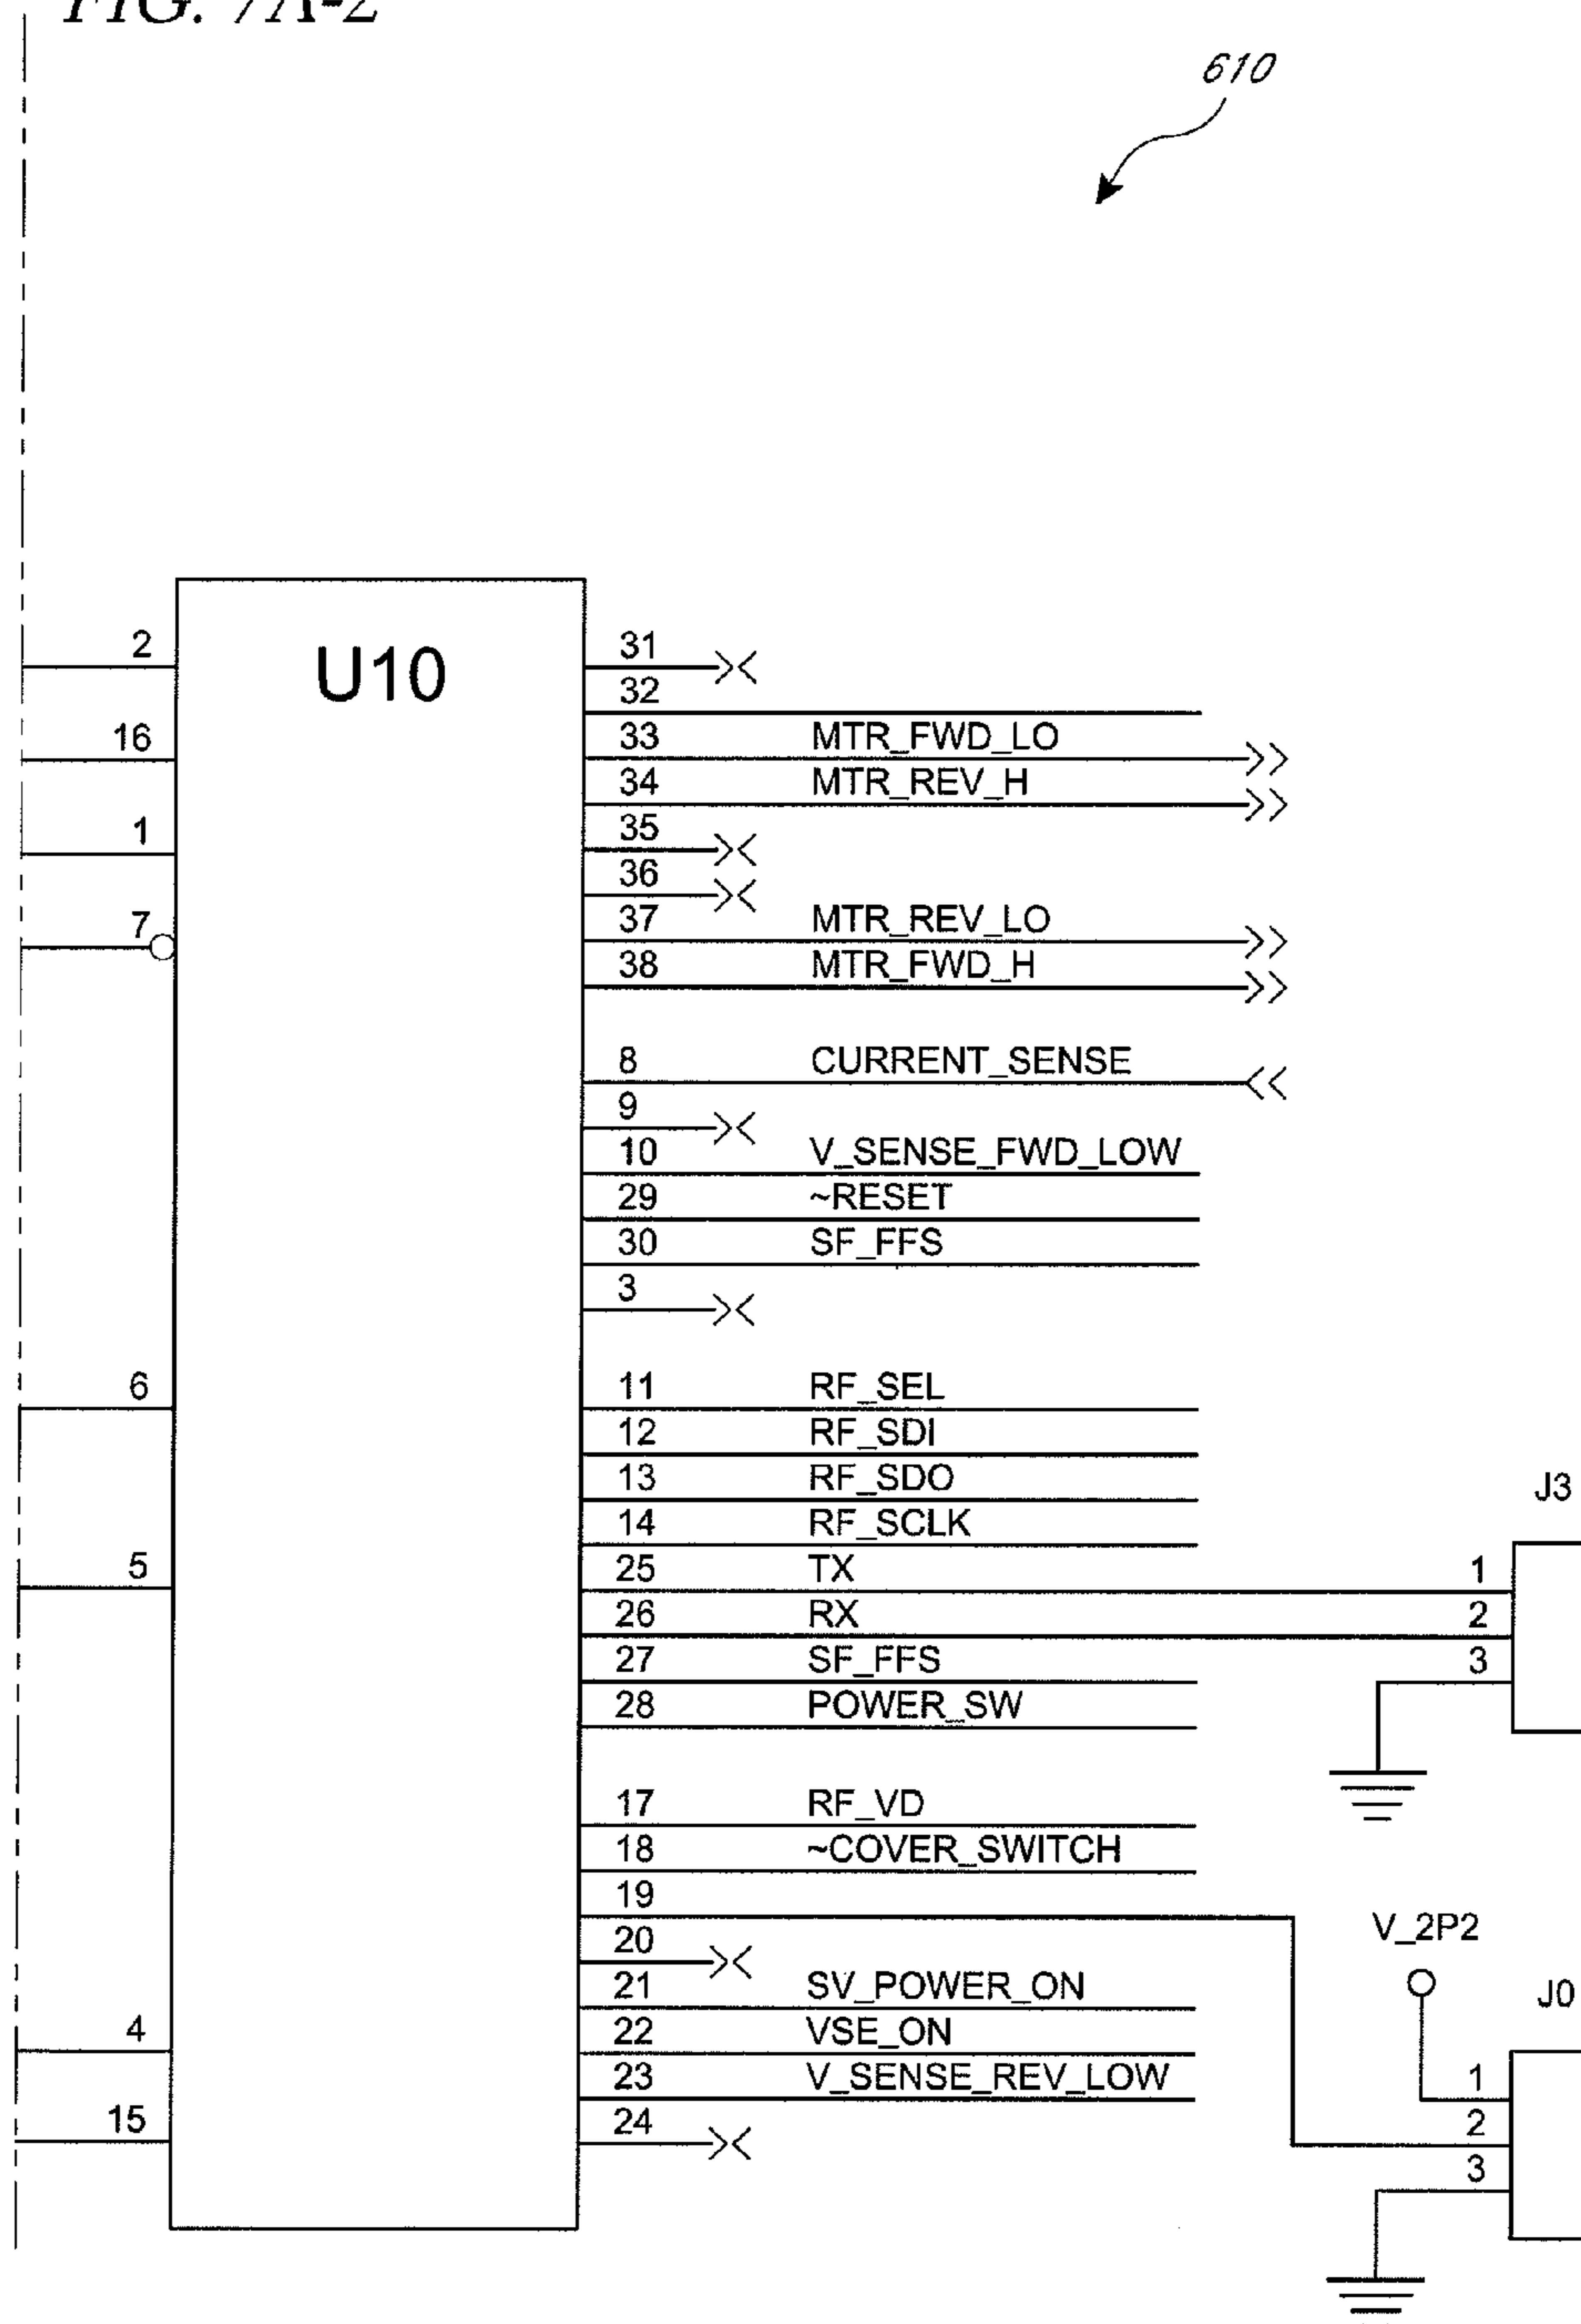 FIG. 7A-2
610
U10
2
16
1
7
6
5
4
15
31
32
33 MTR_FWD_LO
34 MTR_REV_H
35
36
37 MTR_REV_LO
38 MTR_FWD_H
8 CURRENT_SENSE
9
10 V_SENSE_FWD_LOW
29 ~RESET
30 SF_FFS
3
11 RF_SEL
12 RF_SDI
13 RF_SDO
14 RF_SCLK
25 TX
26 RX
27 SF_FFS
28 POWER_SW
17 RF_VD
18 ~COVER_SWITCH
19
20
21 SV_POWER_ON
22 VSE_ON
23 V_SENSE_REV_LOW
24
J3
1
2
3
V_2P2
J0
1
2
3